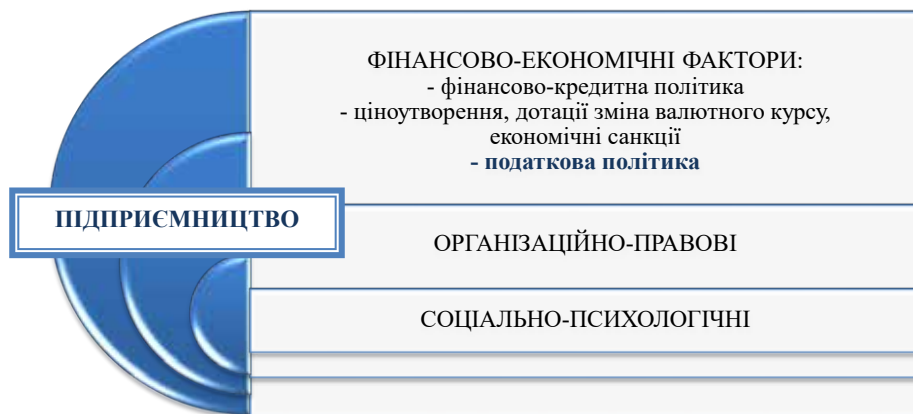 ФІНАНСОВО-ЕКОНОМІЧНІ ФАКТОРИ:
- фінансово-кредитна політика
- ціноутворення, дотації зміна валютного курсу,
економічні санкції
- податкова політика
ПІДПРИЄМНИЦТВО
ОРГАНІЗАЦІЙНО-ПРАВОВІ
СОЦІАЛЬНО-ПСИХОЛОГІЧНІ